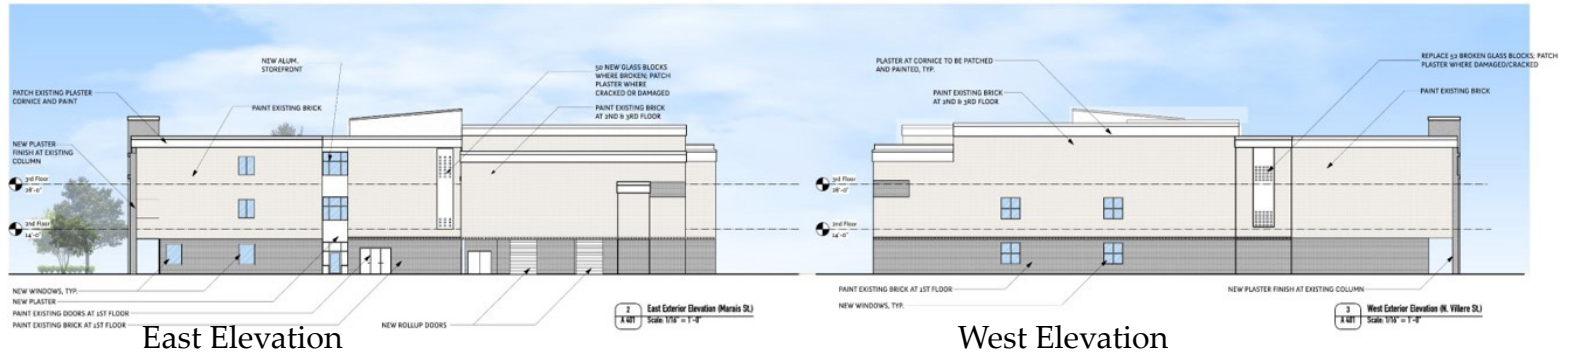 NEW ALUM.
STOREFRONT
50 NEW GLASS BLOCKS
WHERE BROKEN; PATCH
PLASTER WHERE
CRACKED OR DAMAGED
PATCH EXISTING PLASTER
CORNICE AND PAINT
PAINT EXISTING BRICK
PAINT EXISTING BRICK
AT 2ND & 3RD FLOOR
NEW PLASTER
FINISH AT EXISTING
COLUMN
3rd Floor
28'-0"
2nd Floor
14'-0"
NEW WINDOWS, TYP.
NEW PLASTER
PAINT EXISTING DOORS AT 1ST FLOOR
PAINT EXISTING BRICK AT 1ST FLOOR
NEW ROLLUP DOORS
2
A 401
East Exterior Elevation (Marais St.)
Scale: 1/16" = 1'-0"
East Elevation
PLASTER AT CORNICE TO BE PATCHED
AND PAINTED, TYP.
REPLACE 52 BROKEN GLASS BLOCKS; PATCH
PLASTER WHERE DAMAGED/CRACKED
PAINT EXISTING BRICK
AT 2ND & 3RD FLOOR
PAINT EXISTING BRICK
3rd Floor
28'-0"
2nd Floor
14'-0"
PAINT EXISTING BRICK AT 1ST FLOOR
NEW WINDOWS, TYP.
NEW PLASTER FINISH AT EXISTING COLUMN
3
A 401
West Exterior Elevation (N. Villere St.)
Scale: 1/16" = 1'-0"
West Elevation